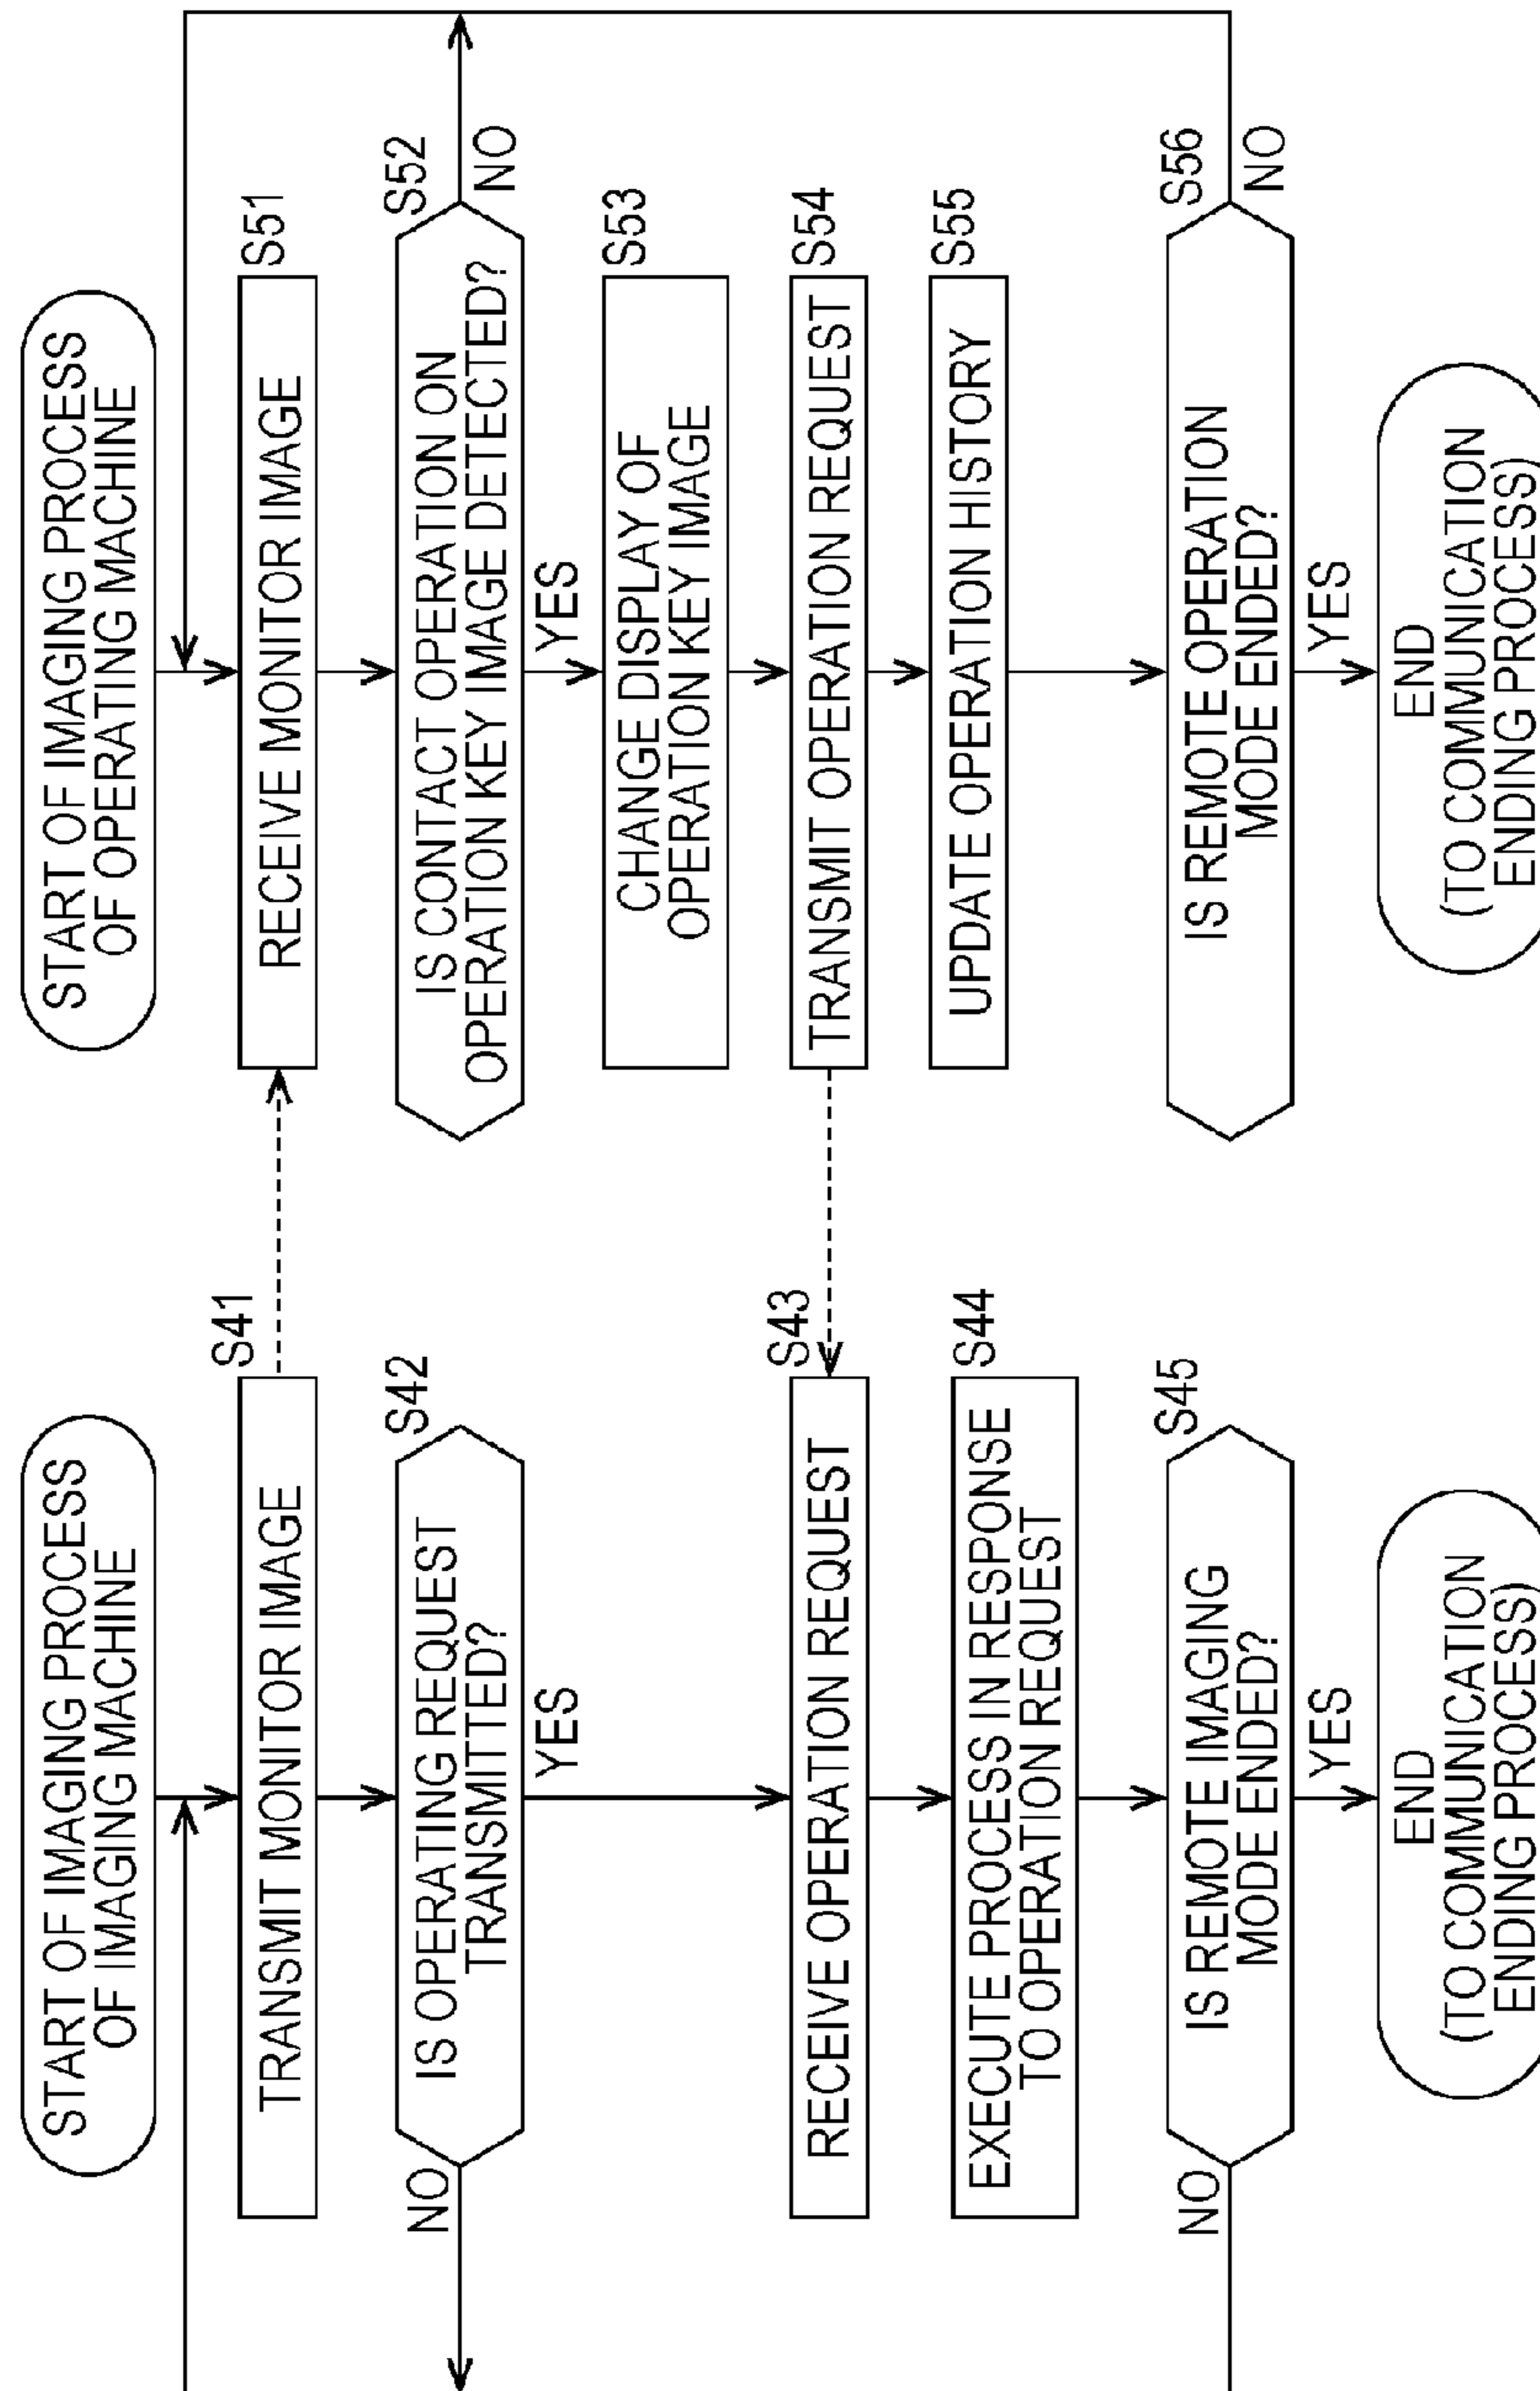 START OF IMAGING PROCESS
OF IMAGING MACHINE
S41
TRANSMIT MONITOR IMAGE
S42
IS OPERATING REQUEST
TRANSMITTED?
NO
YES
S43
RECEIVE OPERATION REQUEST
S44
EXECUTE PROCESS IN RESPONSE
TO OPERATION REQUEST
S45
IS REMOTE IMAGING
MODE ENDED?
NO
YES
END
(TO COMMUNICATION
ENDING PROCESS)
START OF IMAGING PROCESS
OF OPERATING MACHINE
S51
RECEIVE MONITOR IMAGE
S52
IS CONTACT OPERATION ON
OPERATION KEY IMAGE DETECTED?
NO
YES
S53
CHANGE DISPLAY OF
OPERATION KEY IMAGE
S54
TRANSMIT OPERATION REQUEST
S55
UPDATE OPERATION HISTORY
S56
IS REMOTE OPERATION
MODE ENDED?
NO
YES
END
(TO COMMUNICATION
ENDING PROCESS)